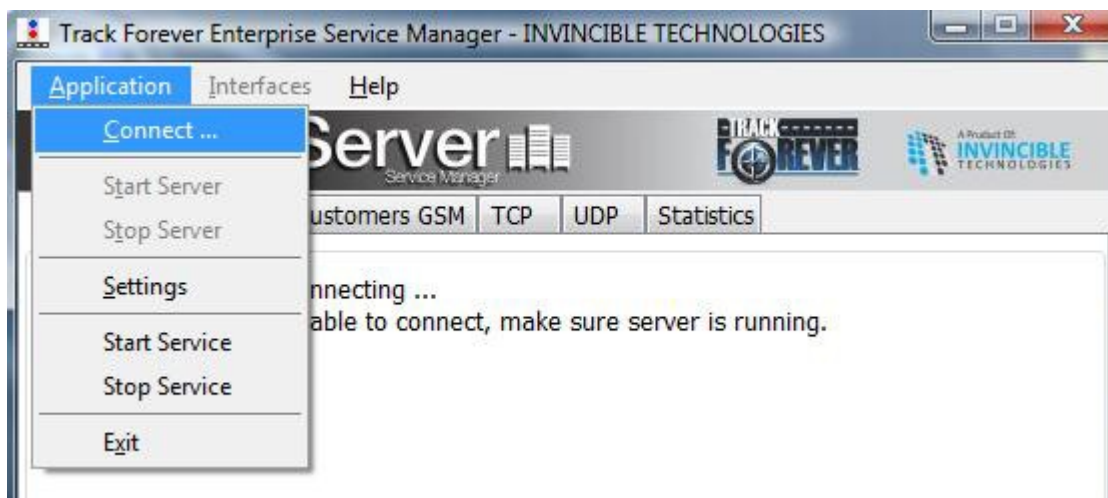 Track Forever Enterprise Service Manager - INVINCIBLE TECHNOLOGIES
Application Interfaces Help
Connect ...
Server
Service Manager
TRACK
FOREVER
A Product Of:
INVINCIBLE
TECHNOLOGIES
Start Server
ustomers GSM TCP UDP Statistics
Stop Server
Settings
nnecting ...
able to connect, make sure server is running.
Start Service
Stop Service
Exit